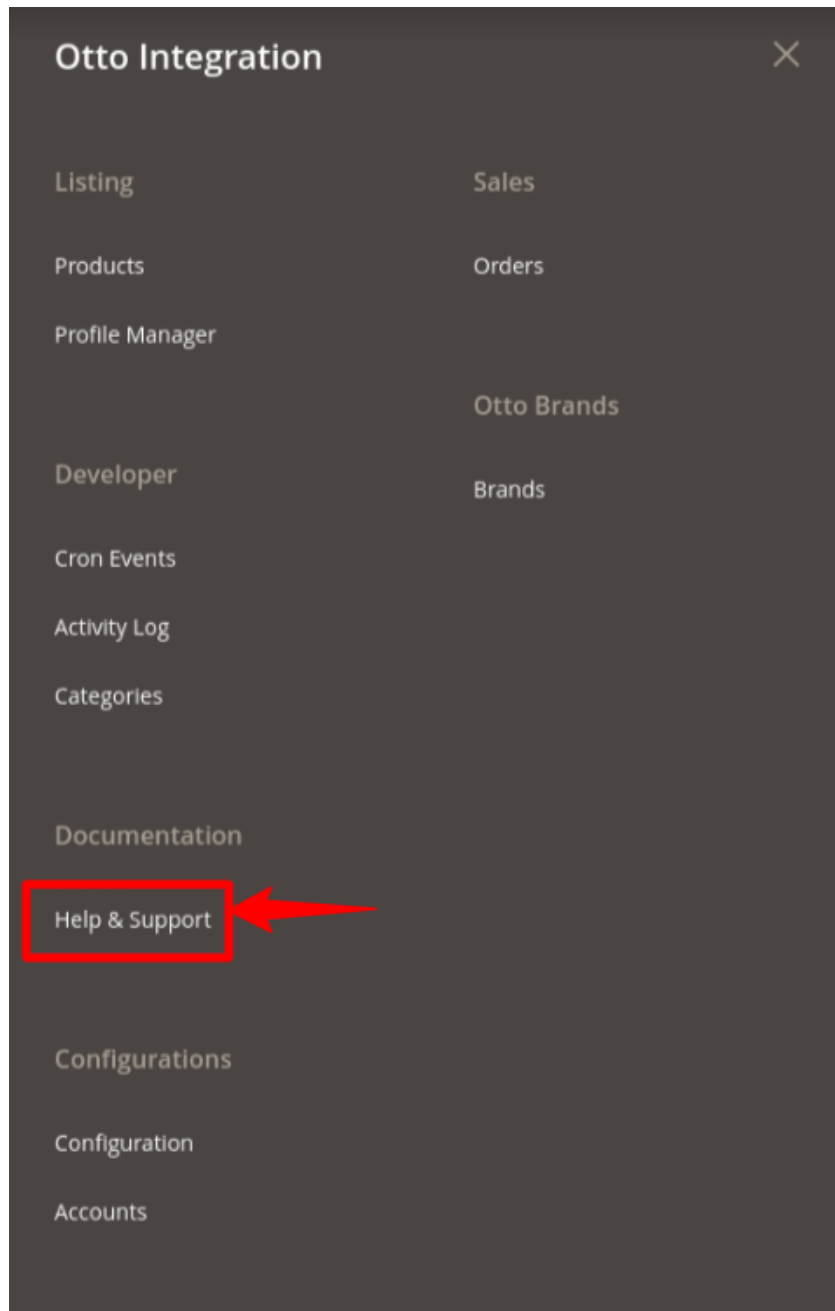 Otto Integration
Listing
Products
Profile Manager
Developer
Cron Events
Activity Log
Categories
Documentation
Help & Support
Configurations
Configuration
Accounts
Sales
Orders
Otto Brands
Brands